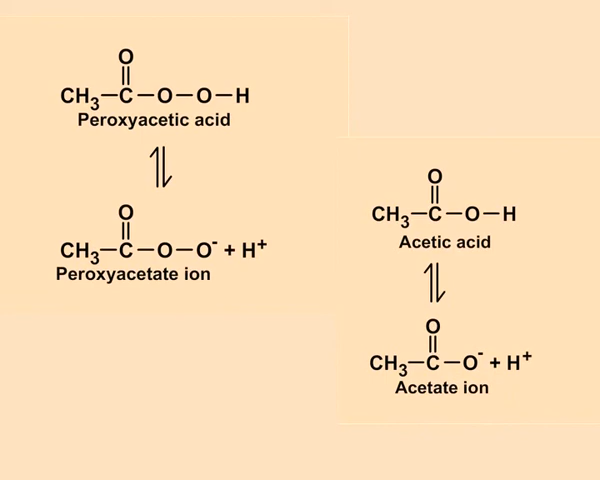 O
CH₃—C—O—O—H
Peroxyacetic acid
O
CH₃—C—O—O⁻ + H⁺
Peroxyacetate ion
O
CH₃—C—O—H
Acetic acid
O
CH₃—C—O⁻ + H⁺
Acetate ion